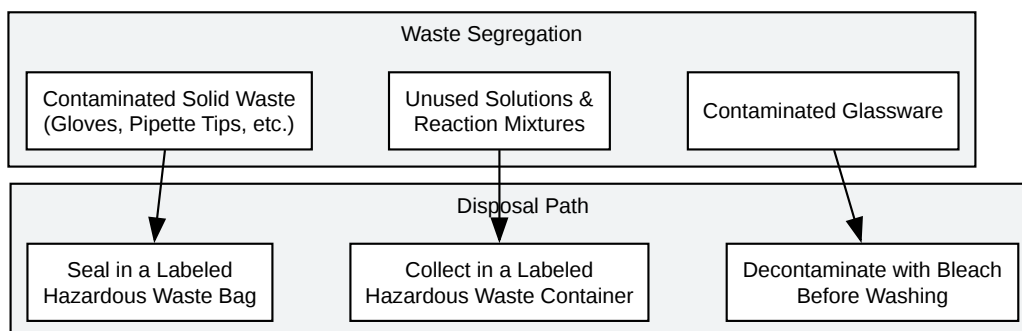 Waste Segregation
Contaminated Solid Waste
(Gloves, Pipette Tips, etc.)
Unused Solutions &
Reaction Mixtures
Contaminated Glassware
Disposal Path
Seal in a Labeled
Hazardous Waste Bag
Collect in a Labeled
Hazardous Waste Container
Decontaminate with Bleach
Before Washing